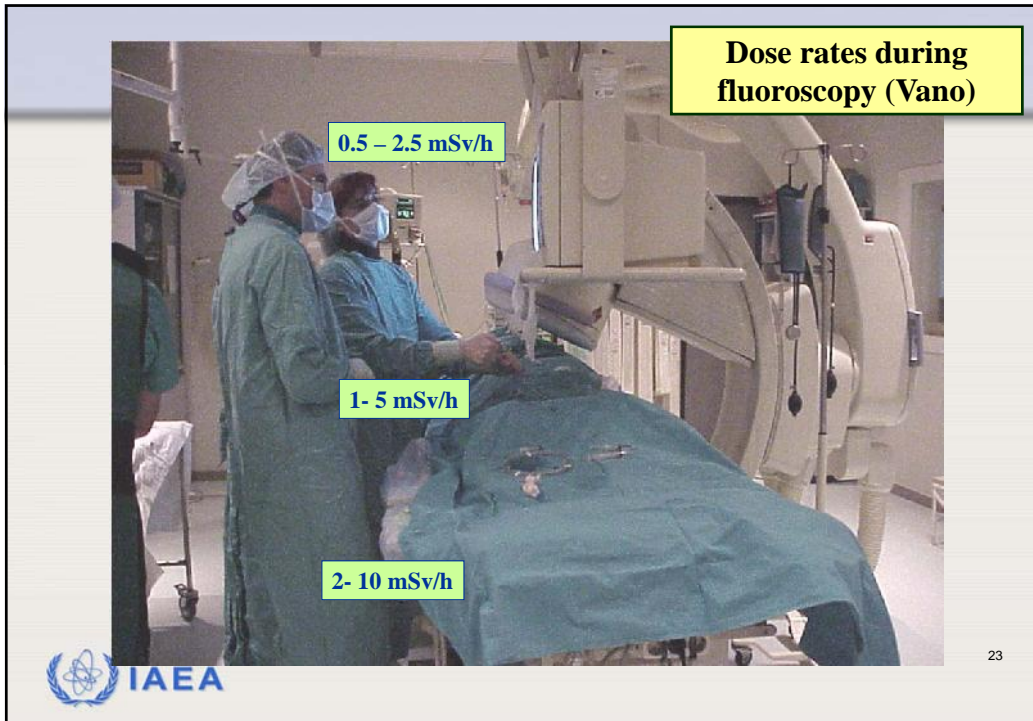 Dose rates during
fluoroscopy (Vano)
0.5 – 2.5 mSv/h
1- 5 mSv/h
2- 10 mSv/h
23
IAEA